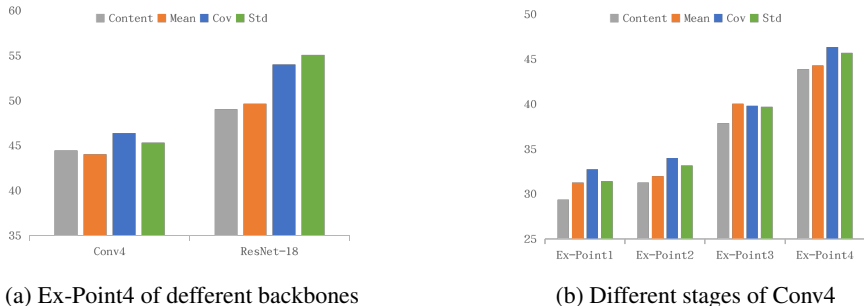 60
55
50
45
40
35
Content Mean Cov Std
Conv4 ResNet-18
(a) Ex-Point4 of defferent backbones
50
45
40
35
30
25
Content Mean Cov Std
Ex-Point1 Ex-Point2 Ex-Point3 Ex-Point4
(b) Different stages of Conv4